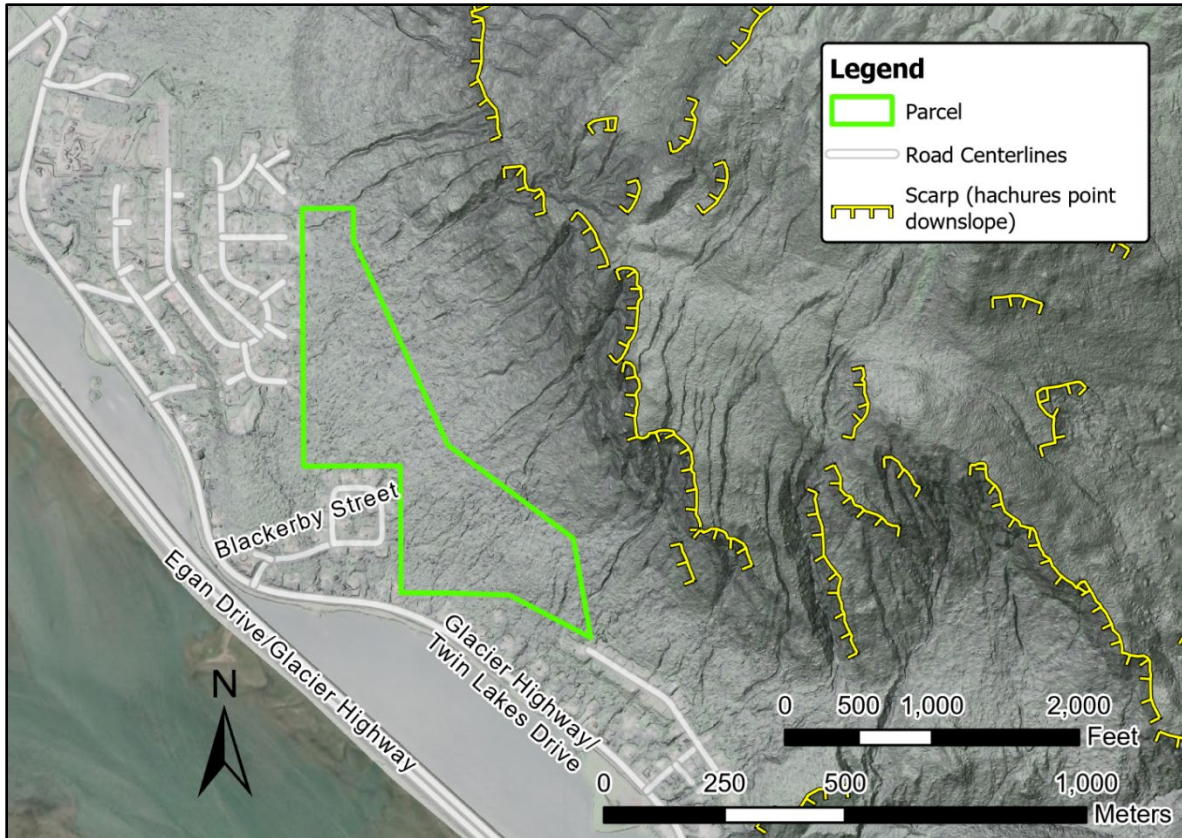 Legend
Parcel
Road Centerlines
Scarp (hachures point
downslope)
Blackerby Street
Egan Drive/Glacier Highway
Glacier Highway/
Twin Lakes Drive
N
0 500 1,000 2,000
Feet
0 250 500 1,000
Meters